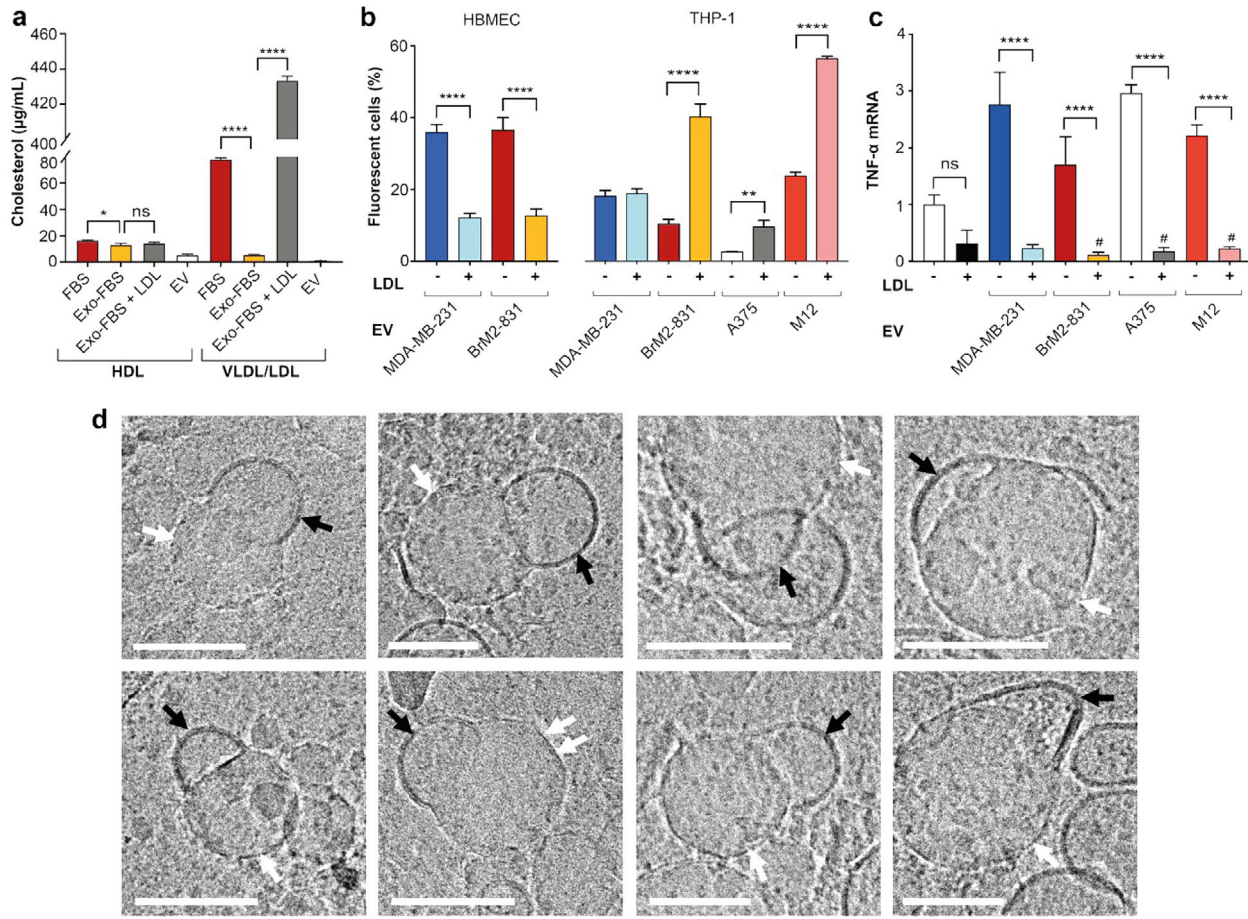 a
Cholesterol (µg/mL)
460
440
420
400
80
60
40
20
0
*
ns
****
****
FBS
Exo-FBS
Exo-FBS + LDL
EV
FBS
Exo-FBS
Exo-FBS + LDL
EV
HDL
VLDL/LDL
b
HBMEC
THP-1
Fluorescent cells (%)
60
40
20
0
****
****
****
**
****
LDL
- + - + - + - + - + - +
EV
MDA-MB-231
BrM2-831
MDA-MB-231
BrM2-831
A375
M12
c
TNF-α mRNA
4
3
2
1
0
ns
****
****
****
****
# # #
LDL
- + - + - + - + - +
EV
MDA-MB-231
BrM2-831
A375
M12
d